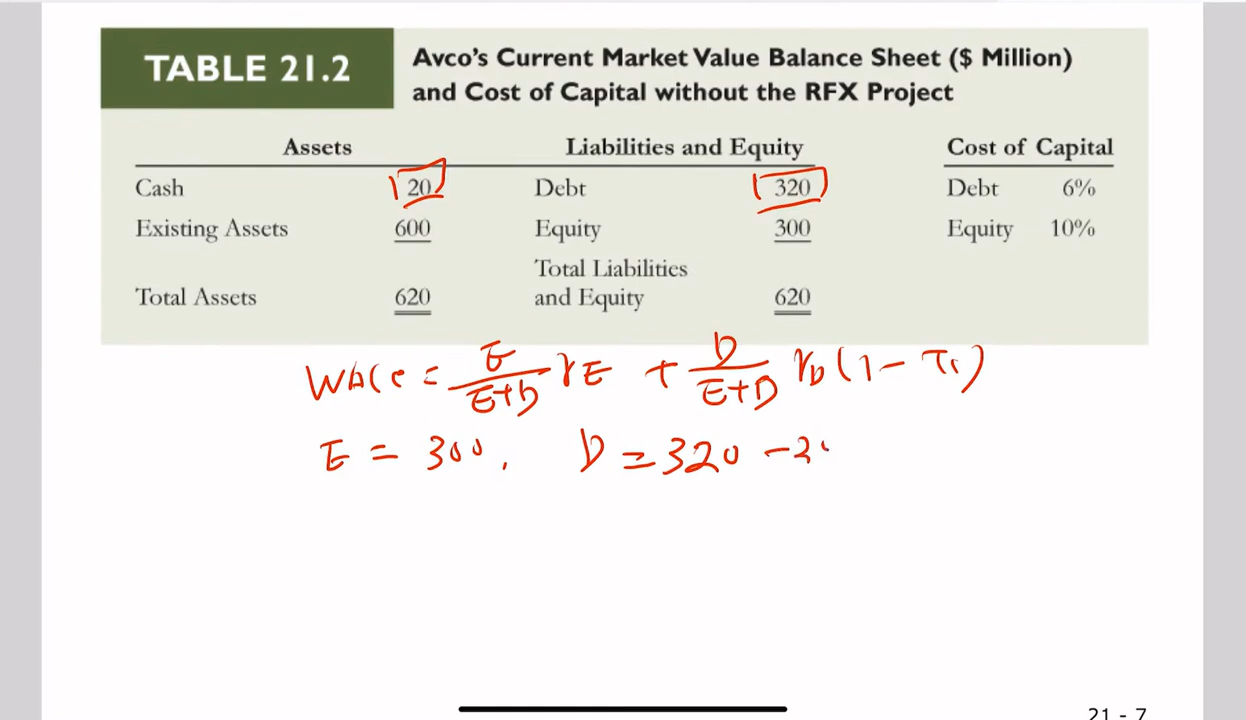 TABLE 21.2
Avco's Current Market Value Balance Sheet ($ Million)
and Cost of Capital without the RFX Project
Assets Liabilities and Equity Cost of Capital
Cash 20 Debt 320 Debt 6%
Existing Assets 600 Equity 300 Equity 10%
Total Liabilities
Total Assets 620 and Equity 620
Wacc = E/(E+D) rE + D/(E+D) rD (1 - τc)
E = 300, D = 320 - 20
21 - 7